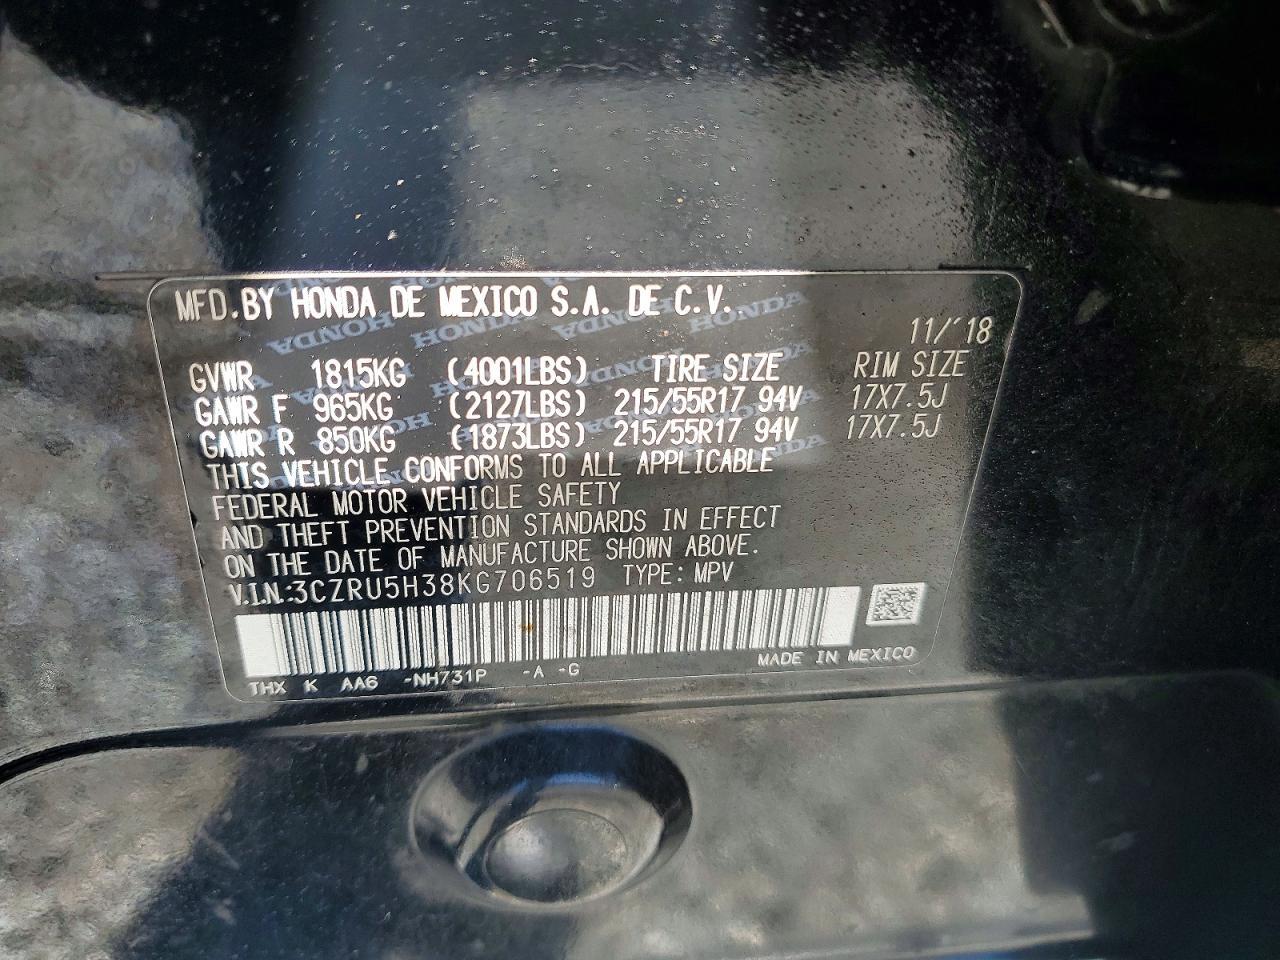 MFD.BY HONDA DE MEXICO S.A. DE C.V.
11/'18
GVWR 1815KG (4001LBS) TIRE SIZE RIM SIZE
GAWR F 965KG (2127LBS) 215/55R17 94V 17X7.5J
GAWR R 850KG (1873LBS) 215/55R17 94V 17X7.5J
THIS VEHICLE CONFORMS TO ALL APPLICABLE
FEDERAL MOTOR VEHICLE SAFETY
AND THEFT PREVENTION STANDARDS IN EFFECT
ON THE DATE OF MANUFACTURE SHOWN ABOVE.
V.I.N.:3CZRU5H38KG706519 TYPE: MPV
MADE IN MEXICO
THX K AA6 -NH731P -A -G